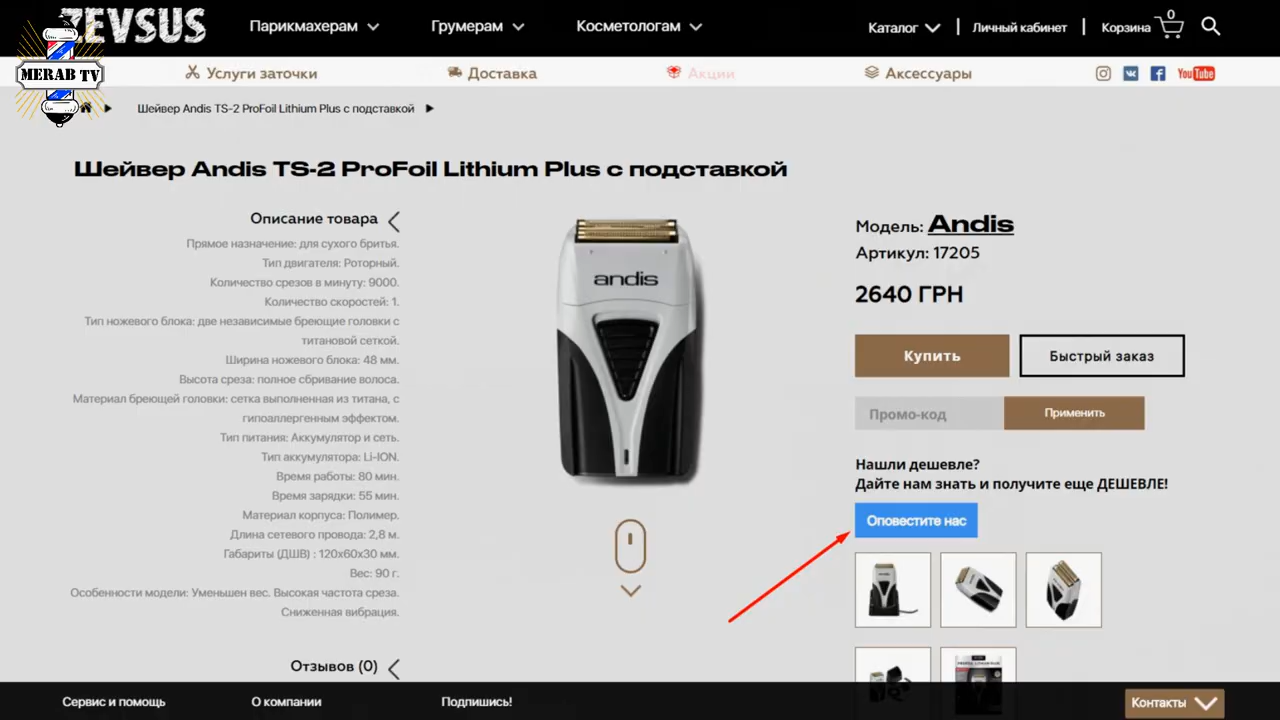 ZEVSUS
Парикмахерам
Грумерам
Косметологам
Каталог
Личный кабинет
Корзина
0
MERAB TV
Услуги заточки
Доставка
Акции
Аксессуары
YouTube
Шейвер Andis TS-2 ProFoil Lithium Plus с подставкой
Шейвер Andis TS-2 ProFoil Lithium Plus с подставкой
Описание товара
Прямое назначение: для сухого бритья.
Тип двигателя: Роторный.
Количество срезов в минуту: 9000.
Количество скоростей: 1.
Тип ножевого блока: две независимые бреющие головки с
титановой сеткой.
Ширина ножевого блока: 48 мм.
Высота среза: полное сбривание волоса.
Материал бреющей головки: сетка выполненная из титана, с
гипоаллергенным эффектом.
Тип питания: Аккумулятор и сеть.
Тип аккумулятора: Li-ION.
Время работы: 80 мин.
Время зарядки: 55 мин.
Материал корпуса: Полимер.
Длина сетевого провода: 2,8 м.
Габариты (ДШВ) : 120х60х30 мм.
Вес: 90 г.
Особенности модели: Уменьшен вес. Высокая частота среза.
Сниженная вибрация.
Отзывов (0)
andis
Модель: Andis
Артикул: 17205
2640 ГРН
Купить
Быстрый заказ
Промо-код
Применить
Нашли дешевле?
Дайте нам знать и получите еще ДЕШЕВЛЕ!
Оповестите нас
Сервис и помощь
О компании
Подпишись!
Контакты